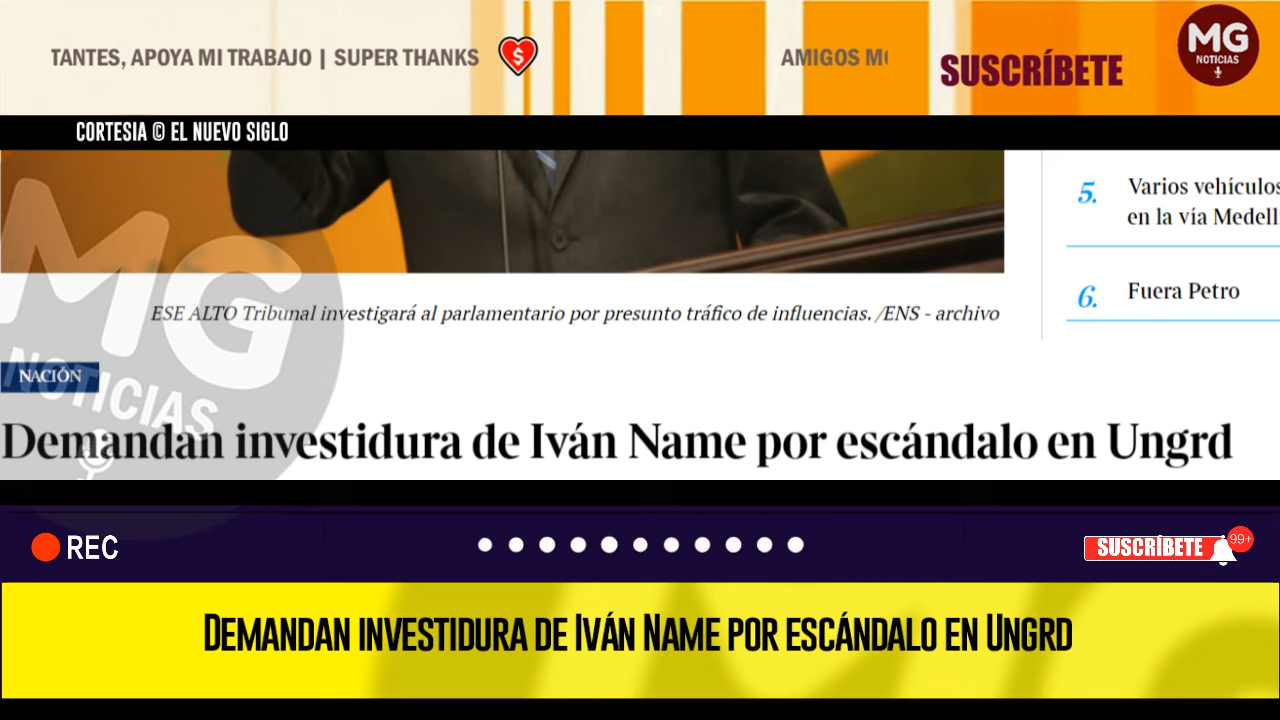 TANTES, APOYA MI TRABAJO | SUPER THANKS
AMIGOS
SUSCRÍBETE
MG
NOTICIAS
CORTESIA © EL NUEVO SIGLO
5. Varios vehículos
en la vía Medell
6. Fuera Petro
ESE ALTO Tribunal investigará al parlamentario por presunto tráfico de influencias. /ENS - archivo
MG
NOTICIAS
NACIÓN
Demandan investidura de Iván Name por escándalo en Ungrd
REC
SUSCRÍBETE
99+
DEMANDAN INVESTIDURA DE IVÁN NAME POR ESCÁNDALO EN UNGRD